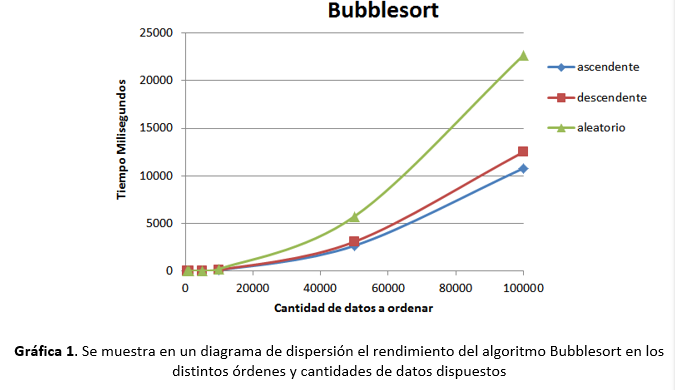 Bubblesort
25000
20000
15000
10000
5000
0
Tiempo Milisegundos
0 20000 40000 60000 80000 100000
Cantidad de datos a ordenar
ascendente
descendente
aleatorio
Gráfica 1. Se muestra en un diagrama de dispersión el rendimiento del algoritmo Bubblesort en los
distintos órdenes y cantidades de datos dispuestos